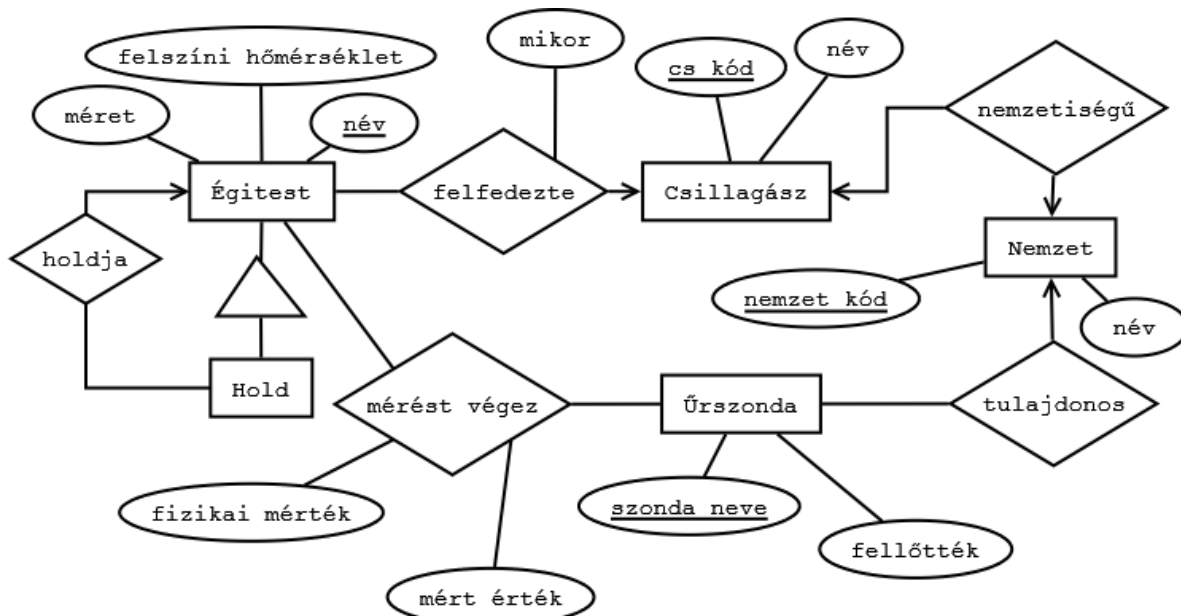 mikor
név
felszíni hőmérséklet
cs kód
méret
név
nemzetiségű
Égitest
felfedezte
Csillagász
holdja
Nemzet
nemzet kód
név
Hold
mérést végez
Űrszonda
tulajdonos
fizikai mérték
szonda neve
fellőtték
mért érték